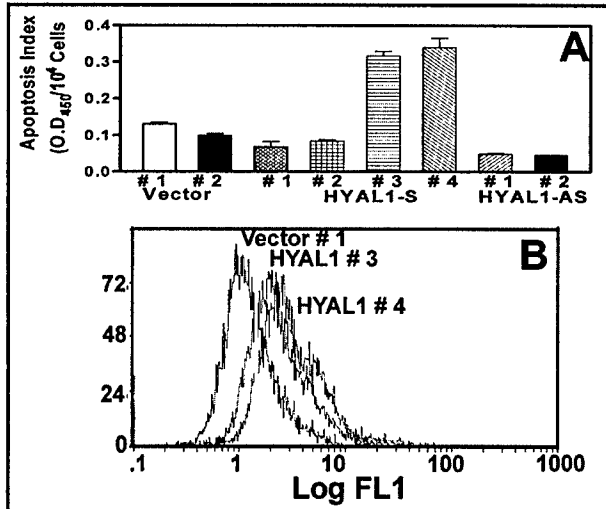 Apoptosis Index
(O.D450/10⁴ Cells
0.4
0.3
0.2
0.1
0.0
A
# 1 # 2 # 1 # 2 # 3 # 4 # 1 # 2
Vector HYAL1-S HYAL1-AS
B
Vector # 1
HYAL1 # 3
HYAL1 # 4
72
48
24
0
.1 1 10 100 1000
Log FL1